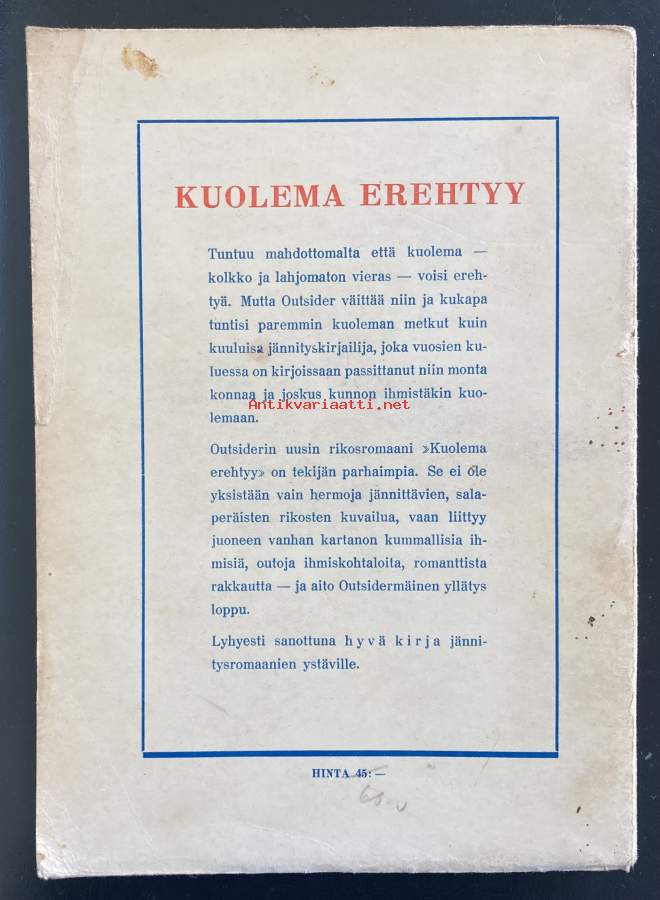 KUOLEMA EREHTYY
Tuntuu mahdottomalta että kuolema —
kolkko ja lahjomaton vieras — voisi ereh-
tyä. Mutta Outsider väittää niin ja kukapa
tuntisi paremmin kuoleman metkut kuin
kuuluisa jännityskirjailija, joka vuosien ku-
luessa on kirjoissaan passittanut niin monta
konnaa ja joskus kunnon ihmistäkin kuo-
Antikvariaatti.net
lemaan.
Outsiderin uusin rikosromaani »Kuolema
erehtyy» on tekijän parhaimpia. Se ei ole
yksistään vain hermoja jännittävien, sala-
peräisten rikosten kuvailua, vaan liittyy
juoneen vanhan kartanon kummallisia ih-
misiä, outoja ihmiskohtaloita, romanttista
rakkautta — ja aito Outsidermäinen yllätys
loppu.
Lyhyesti sanottuna hyvä kirja jänni-
tysromaanien ystäville.
HINTA 45: —